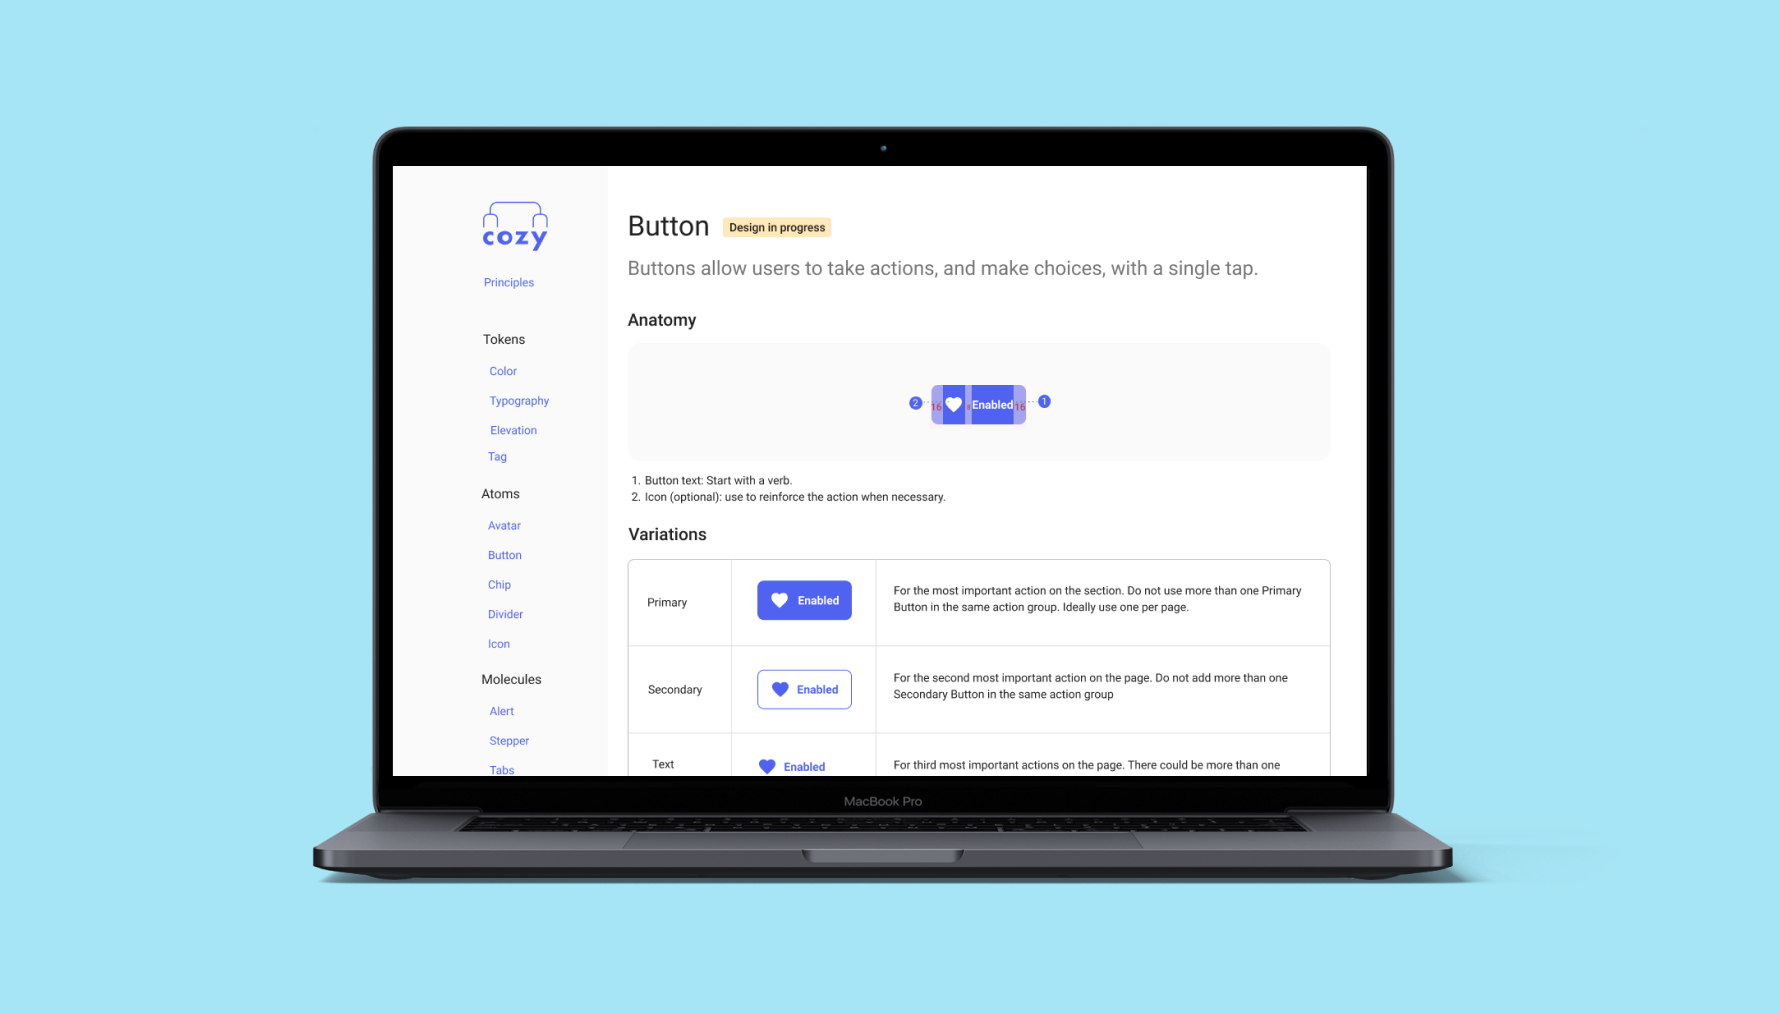 cozy
Principles
Tokens
Color
Typography
Elevation
Tag
Atoms
Avatar
Button
Chip
Divider
Icon
Molecules
Alert
Stepper
Tabs
Button
Design in progress
Buttons allow users to take actions, and make choices, with a single tap.
Anatomy
2 16 8 Enabled 16 1
1. Button text: Start with a verb.
2. Icon (optional): use to reinforce the action when necessary.
Variations
Primary
Enabled
For the most important action on the section. Do not use more than one Primary
Button in the same action group. Ideally use one per page.
Secondary
Enabled
For the second most important action on the page. Do not add more than one
Secondary Button in the same action group
Text
Enabled
For third most important actions on the page. There could be more than one
MacBook Pro